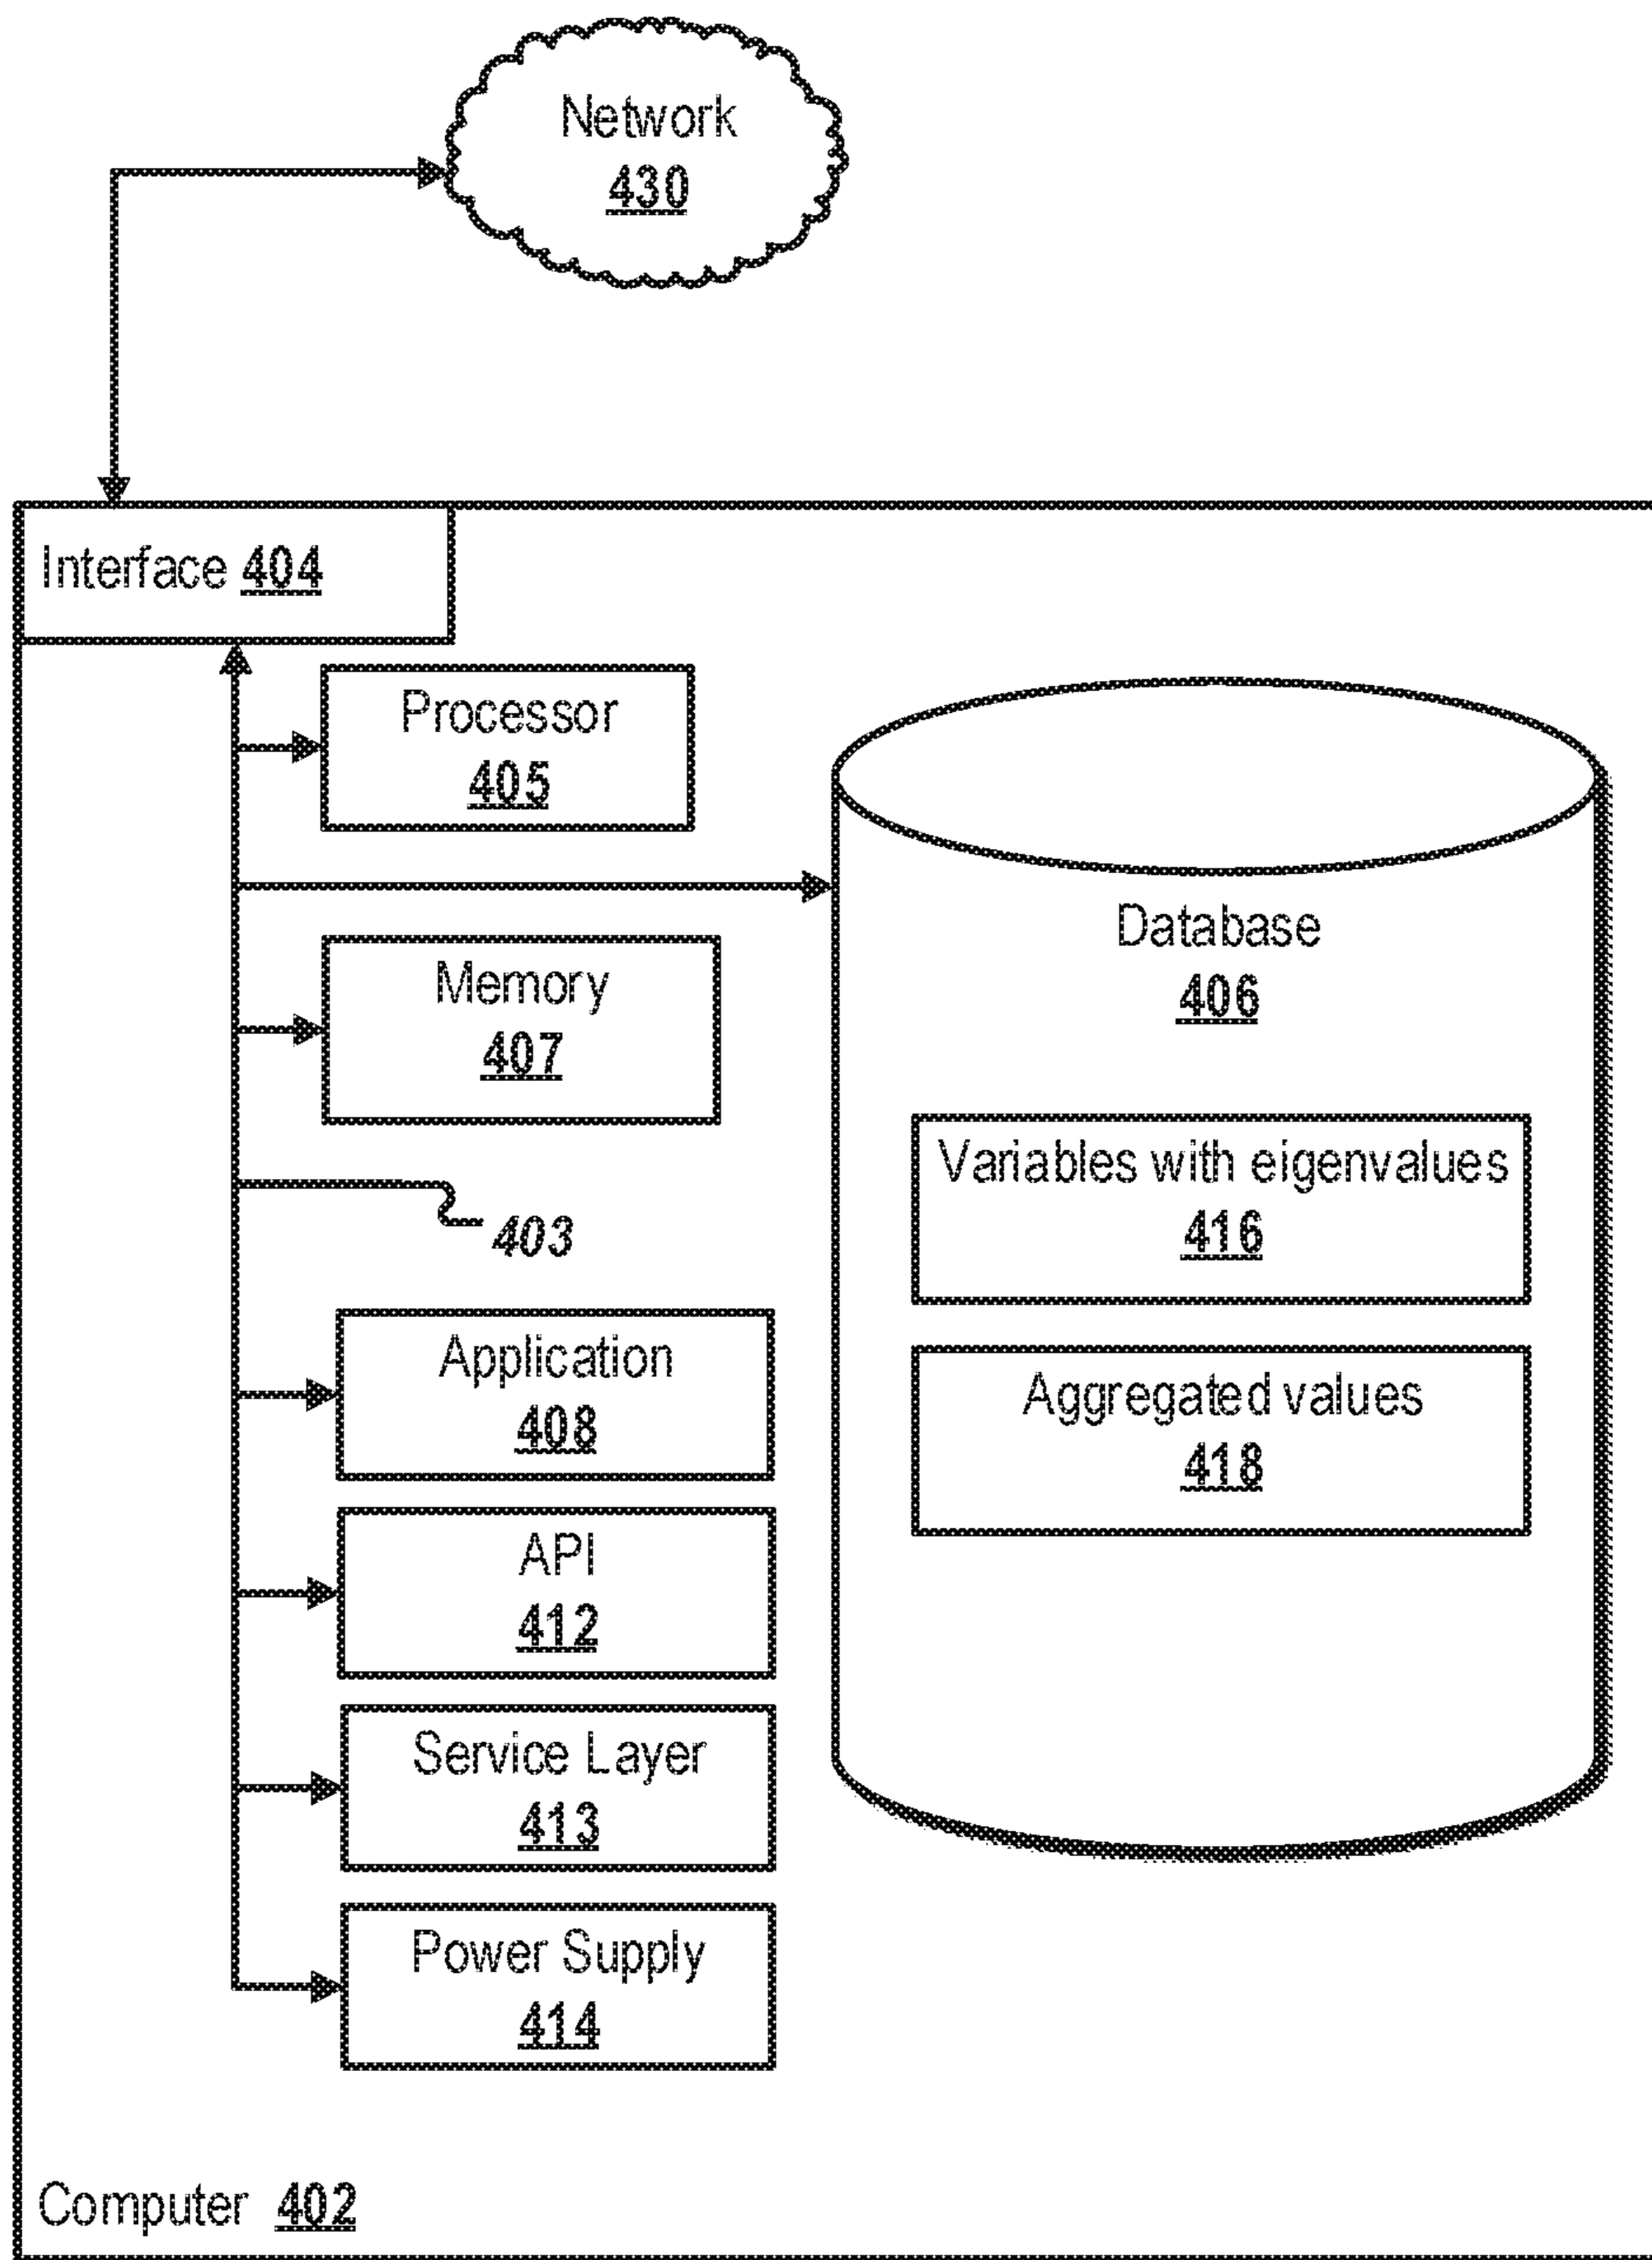 Network
430
Interface 404
Processor
405
Database
406
Memory
407
Variables with eigenvalues
416
403
Application
408
Aggregated values
418
API
412
Service Layer
413
Power Supply
414
Computer 402